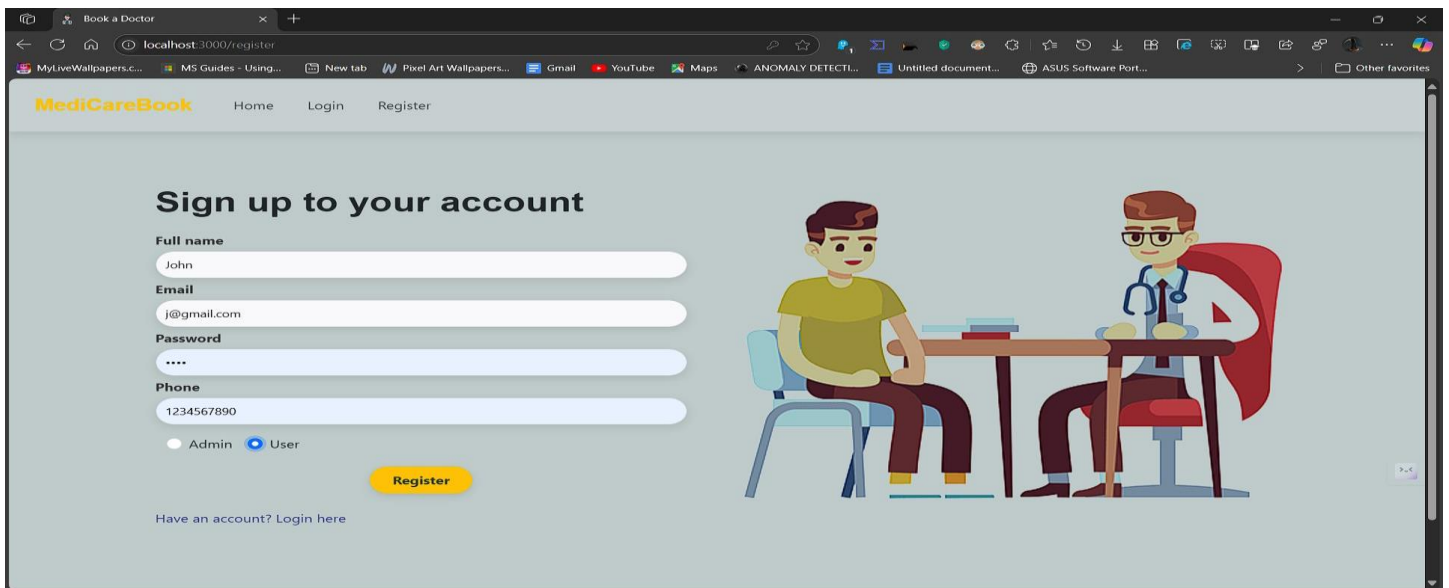 Book a Doctor
localhost:3000/register
MyLiveWallpapers.c... MS Guides - Using... New tab Pixel Art Wallpapers... Gmail YouTube Maps ANOMALY DETECTI... Untitled document... ASUS Software Port... Other favorites
MediCareBook Home Login Register
Sign up to your account
Full name
John
Email
j@gmail.com
Password
••••
Phone
1234567890
Admin User
Register
Have an account? Login here